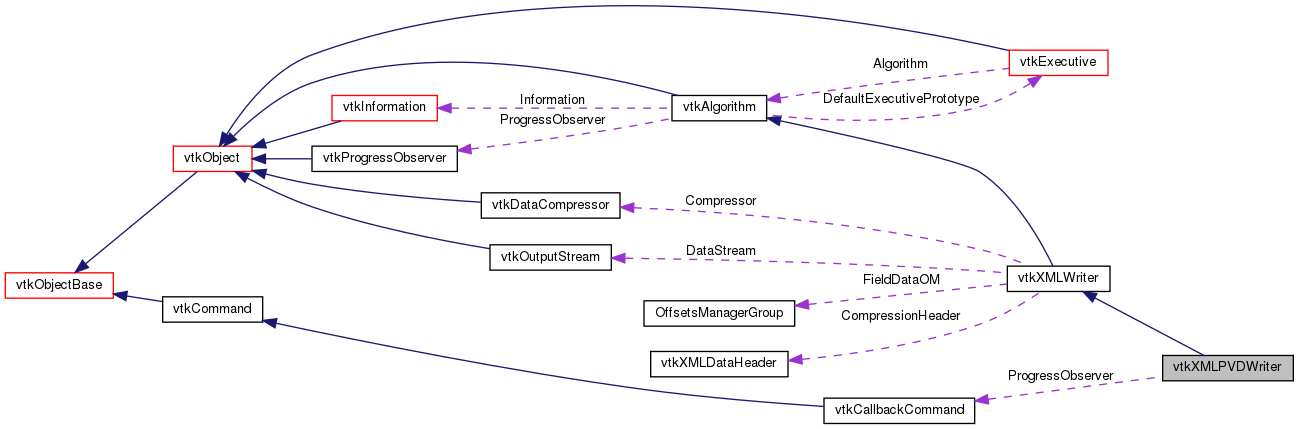 vtkExecutive
Algorithm
DefaultExecutivePrototype
vtkInformation
Information
vtkAlgorithm
ProgressObserver
vtkObject
vtkProgressObserver
vtkDataCompressor
Compressor
vtkOutputStream
DataStream
vtkObjectBase
vtkCommand
FieldDataOM
vtkXMLWriter
OffsetsManagerGroup
CompressionHeader
vtkXMLDataHeader
vtkXMLPVDWriter
ProgressObserver
vtkCallbackCommand